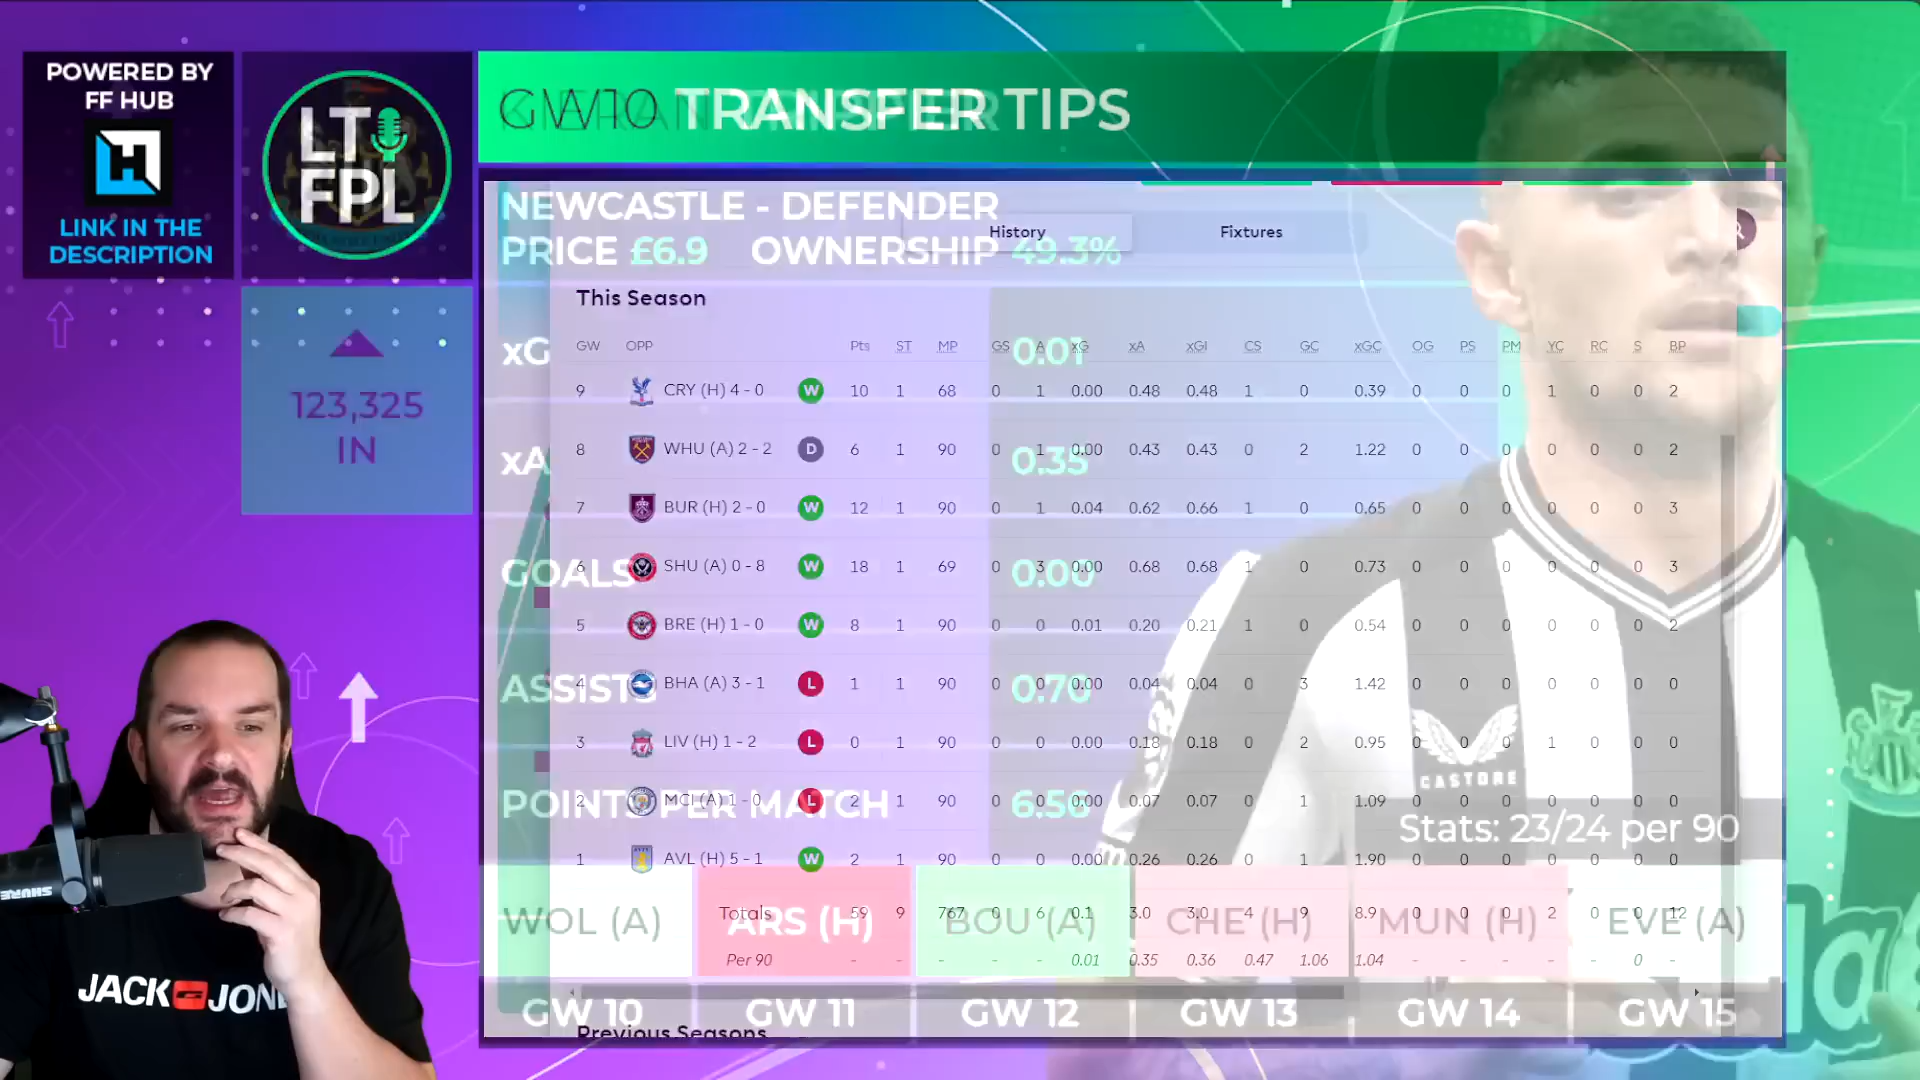 POWERED BY
FF HUB
LINK IN THE
DESCRIPTION
LT
FPL
123,325
IN
GW10 TRANSFER TIPS
NEWCASTLE - DEFENDER
PRICE £6.9 OWNERSHIP 49.3%
History Fixtures
This Season
GW OPP Pts ST MP GS A xG xA xGI CS GC xGC OG PS PM YC RC S BP
9 CRY (H) 4 - 0 W 10 1 68 0 1 0.00 0.48 0.48 1 0 0.39 0 0 0 1 0 0 2
8 WHU (A) 2 - 2 D 6 1 90 0 1 0.00 0.43 0.43 0 2 1.22 0 0 0 0 0 0 2
7 BUR (H) 2 - 0 W 12 1 90 0 1 0.04 0.62 0.66 1 0 0.65 0 0 0 0 0 0 3
6 SHU (A) 0 - 8 W 18 1 69 0 3 0.00 0.68 0.68 1 0 0.73 0 0 0 0 0 0 3
5 BRE (H) 1 - 0 W 8 1 90 0 0 0.01 0.20 0.21 1 0 0.54 0 0 0 0 0 0 2
4 BHA (A) 3 - 1 L 1 1 90 0 0 0.00 0.04 0.04 0 3 1.42 0 0 0 0 0 0 0
3 LIV (H) 1 - 2 L 0 1 90 0 0 0.00 0.18 0.18 0 2 0.95 0 0 0 1 0 0 0
2 MCI (A) 1 - 0 L 2 1 90 0 0 0.00 0.07 0.07 0 1 1.09 0 0 0 0 0 0 0
1 AVL (H) 5 - 1 W 2 1 90 0 0 0.00 0.26 0.26 0 1 1.90 0 0 0 0 0 0 0
Totals 59 9 767 0 6 0.1 3.0 3.0 4 9 8.9 0 0 0 2 0 0 12
Per 90 - - - - - 0.01 0.35 0.36 0.47 1.06 1.04 - - - - - 0 -
Previous Seasons
xG 0.01
xA 0.35
GOALS 0.00
ASSISTS 0.70
POINTS PER MATCH 6.56
Stats: 23/24 per 90
WOL (A) ARS (H) BOU (A) CHE (H) MUN (H) EVE (A)
GW 10 GW 11 GW 12 GW 13 GW 14 GW 15
CASTORE
SHURE
JACK JON